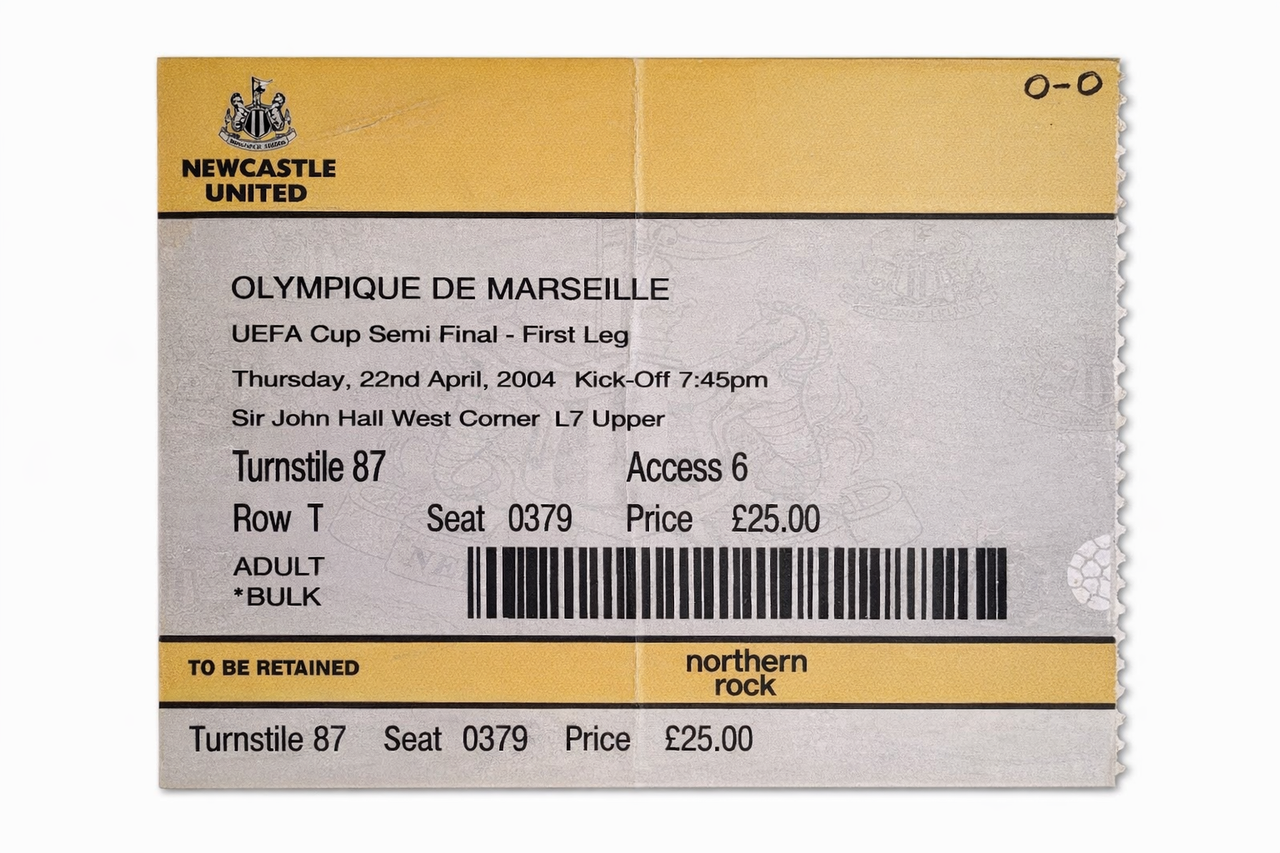 0-0
NEWCASTLE
UNITED
OLYMPIQUE DE MARSEILLE
UEFA Cup Semi Final - First Leg
Thursday, 22nd April, 2004 Kick-Off 7:45pm
Sir John Hall West Corner L7 Upper
Turnstile 87 Access 6
Row T Seat 0379 Price £25.00
ADULT
*BULK
TO BE RETAINED
northern
rock
Turnstile 87 Seat 0379 Price £25.00